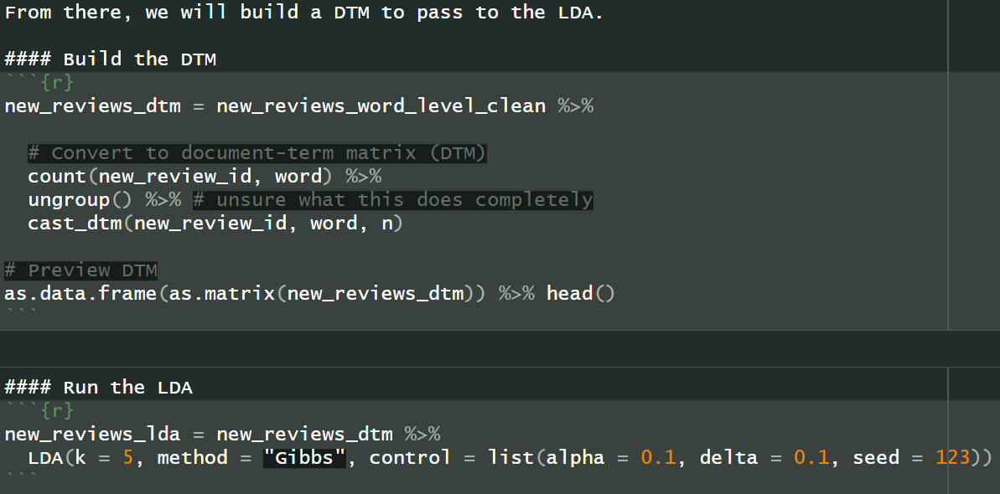 From there, we will build a DTM to pass to the LDA.
#### Build the DTM
```{r}
new_reviews_dtm = new_reviews_word_level_clean %>%
# Convert to document-term matrix (DTM)
count(new_review_id, word) %>%
ungroup() %>% # unsure what this does completely
cast_dtm(new_review_id, word, n)
# Preview DTM
as.data.frame(as.matrix(new_reviews_dtm)) %>% head()
```
#### Run the LDA
```{r}
new_reviews_lda = new_reviews_dtm %>%
LDA(k = 5, method = "Gibbs", control = list(alpha = 0.1, delta = 0.1, seed = 123))
```